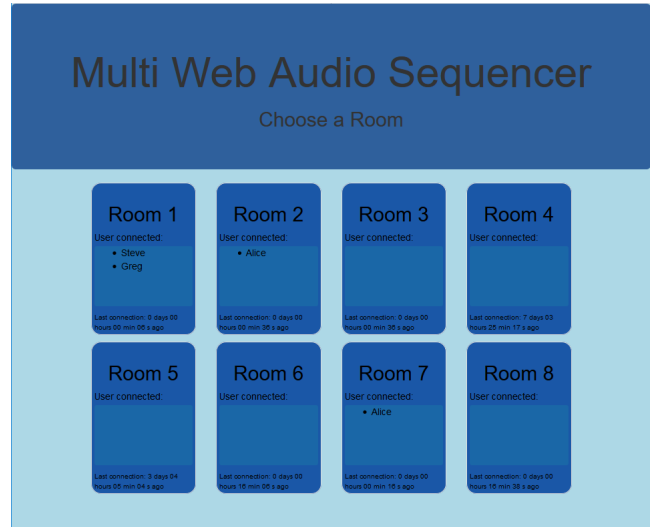 Multi Web Audio Sequencer
Choose a Room
Room 1
User connected:
Steve
Greg
Last connection: 0 days 00
hours 00 min 06 s ago
Room 2
User connected:
Alice
Last connection: 0 days 00
hours 00 min 36 s ago
Room 3
User connected:
Last connection: 0 days 00
hours 00 min 36 s ago
Room 4
User connected:
Last connection: 7 days 03
hours 25 min 17 s ago
Room 5
User connected:
Last connection: 3 days 04
hours 05 min 04 s ago
Room 6
User connected:
Last connection: 0 days 00
hours 15 min 06 s ago
Room 7
User connected:
Alice
Last connection: 0 days 00
hours 00 min 16 s ago
Room 8
User connected:
Last connection: 0 days 00
hours 15 min 38 s ago